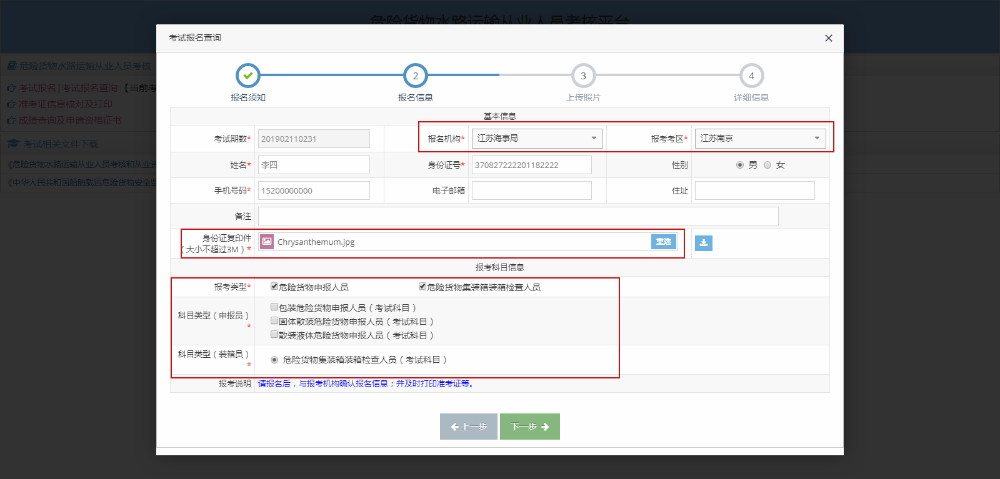 危险货物水路运输从业人员考核平台
考试报名查询
危险货物水路运输从业人员考核
考试报名|考试报名查询 【当前考
准考证信息核对及打印
成绩查询及申请资格证书
考试相关文件下载
《危险货物水路运输从业人员考核和从业资
《中华人民共和国船舶载运危险货物安全监
2 3 4
报名须知 报名信息 上传照片 详细信息
基本信息
考试期数* 201902110231 报名机构* 江苏海事局 报考考区* 江苏南京
姓名* 李四 身份证号* 370827222201182222 性别 男 女
手机号码* 15200000000 电子邮箱 住址
备注
身份证复印件
（大小不超过3M）* Chrysanthemum.jpg 重选
报考科目信息
报考类型* 危险货物申报人员 危险货物集装箱装箱检查人员
科目类型（申报员）
*
包装危险货物申报人员（考试科目）
固体散装危险货物申报人员（考试科目）
散装液体危险货物申报人员（考试科目）
科目类型（装箱员）
*
危险货物集装箱装箱检查人员（考试科目）
报考说明 请报名后，与报考机构确认报名信息；并及时打印准考证等。
上一步 下一步